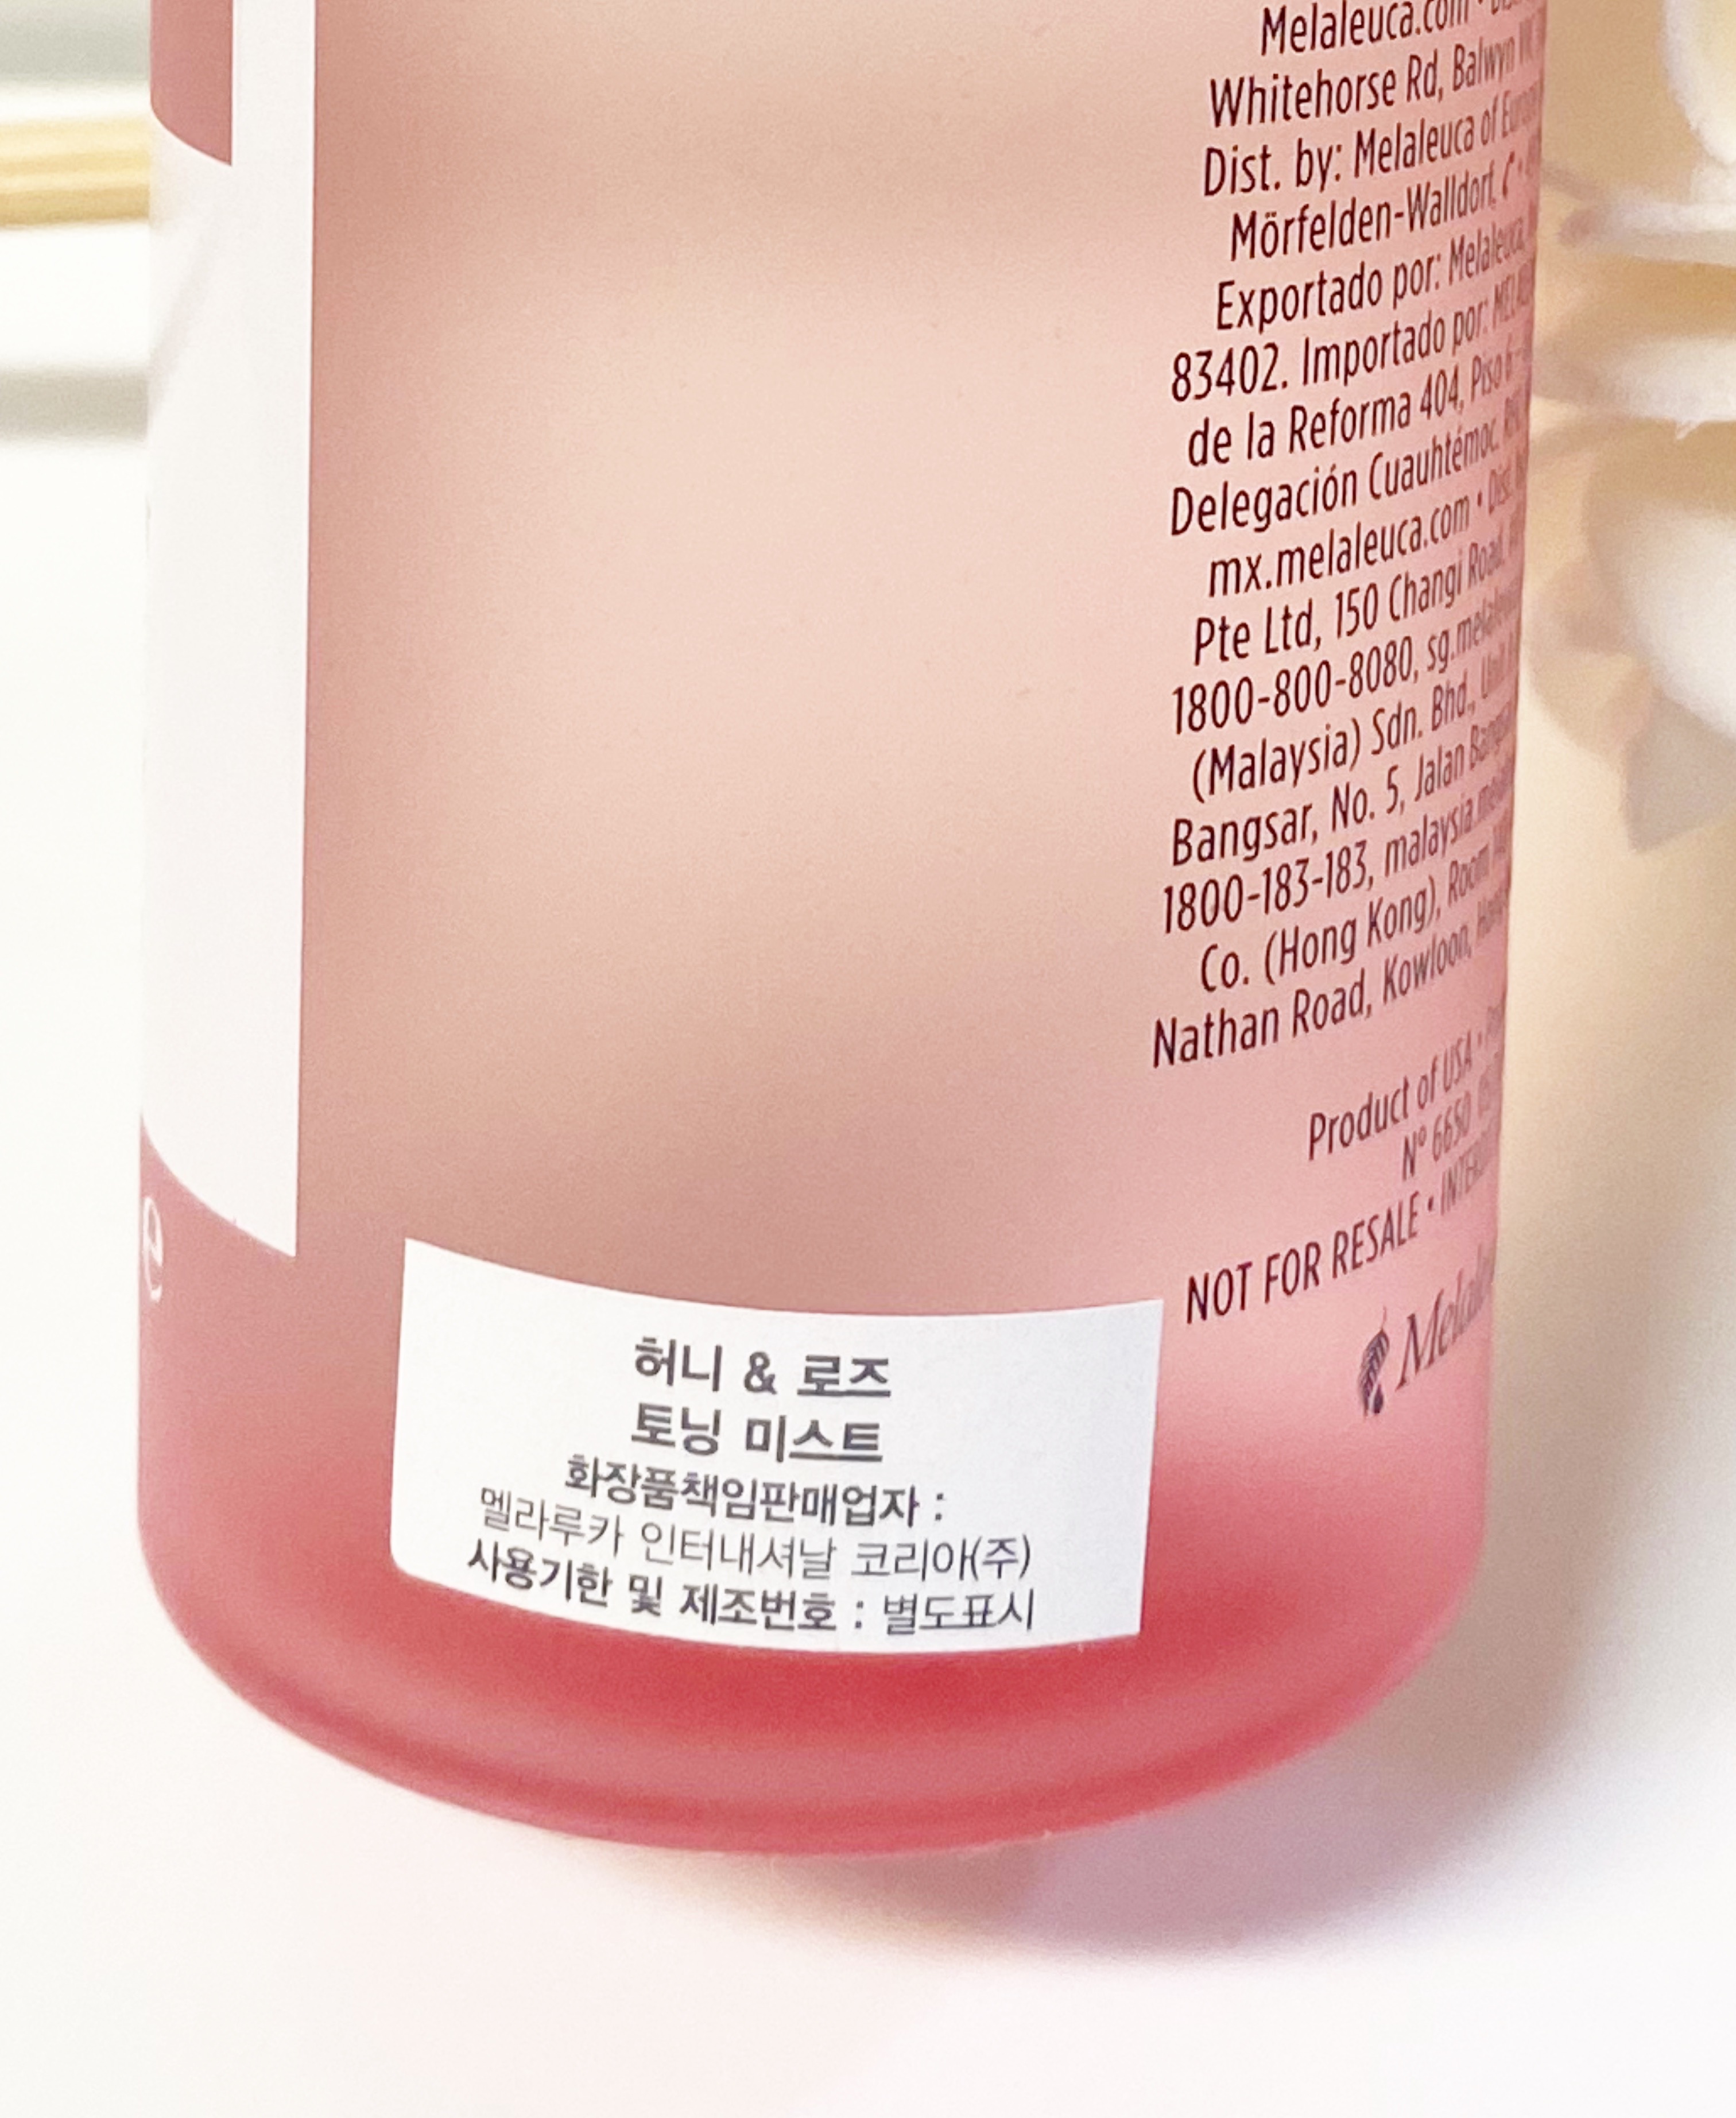 Melaleuca.com •
Whitehorse Rd, Balwyn
Dist. by: Melaleuca of
Mörfelden-Walldorf,
Exportado por: Melaleuca,
83402. Importado por:
de la Reforma 404, Piso
Delegación Cuauhtémoc,
mx.melaleuca.com • Dist.
Pte Ltd, 150 Changi Road,
1800-800-8080,
(Malaysia) Sdn. Bhd., Unit
Bangsar, No. 5, Jalan
1800-183-183,
Co. (Hong Kong), Room
Nathan Road, Kowloon,
Product of USA •
Nº 6650
NOT FOR RESALE •
e
허니 & 로즈
토닝 미스트
화장품책임판매업자 :
멜라루카 인터내셔날 코리아(주)
사용기한 및 제조번호 : 별도표시